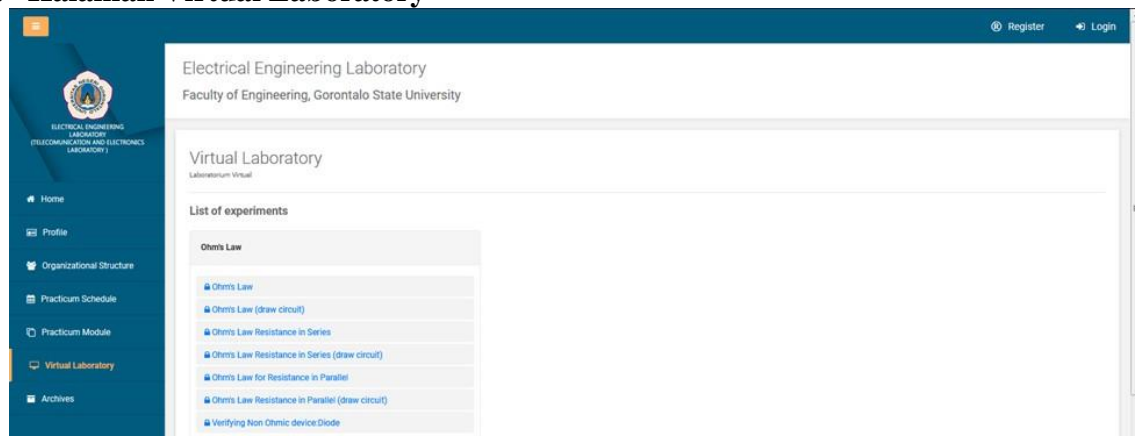 Halaman Virtual Laboratory
Register
Login
Electrical Engineering Laboratory
Faculty of Engineering, Gorontalo State University
ELECTRICAL ENGINEERING
LABORATORY
(TELECOMUNICATION AND ELECTRONICS
LABORATORY )
Home
Profile
Organizational Structure
Practicum Schedule
Practicum Module
Virtual Laboratory
Archives
Virtual Laboratory
Laboratorium Virtual
List of experiments
Ohm's Law
Ohm's Law
Ohm's Law (draw circuit)
Ohm's Law Resistance in Series
Ohm's Law Resistance in Series (draw circuit)
Ohm's Law for Resistance in Parallel
Ohm's Law Resistance in Parallel (draw circuit)
Verifying Non Ohmic device:Diode